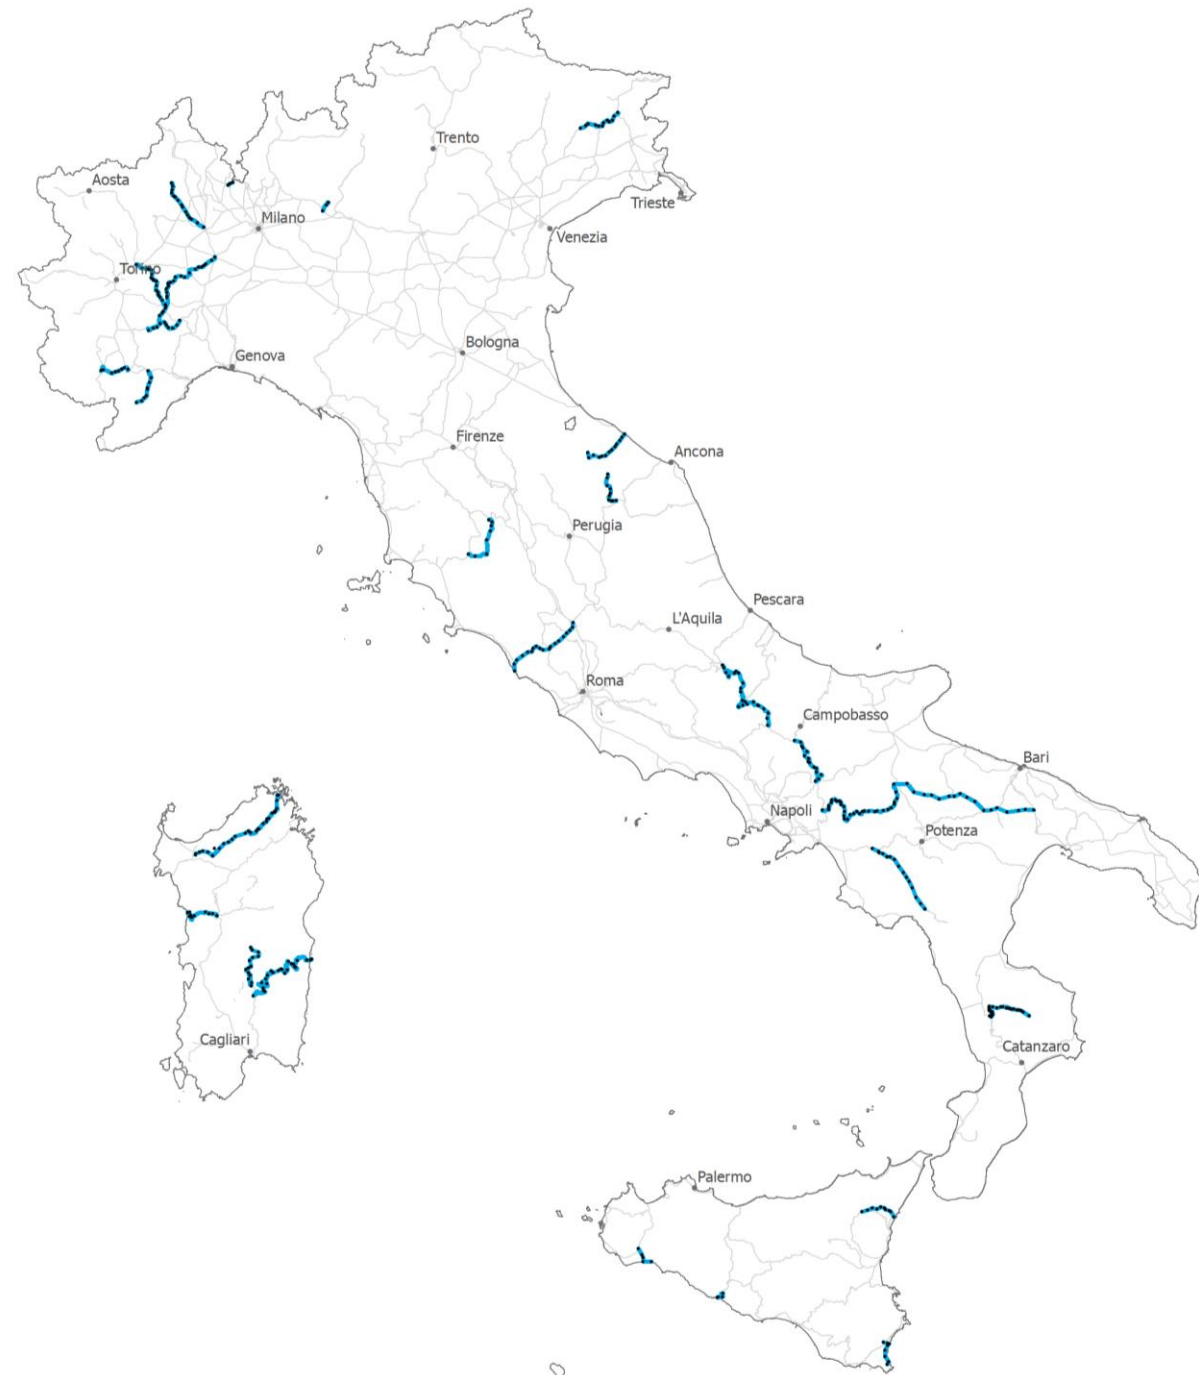 Trento
Aosta
Trieste
Milano
Venezia
Torino
Bologna
Genova
Firenze
Ancona
Perugia
Pescara
L'Aquila
Roma
Campobasso
Bari
Napoli
Potenza
Cagliari
Catanzaro
Palermo